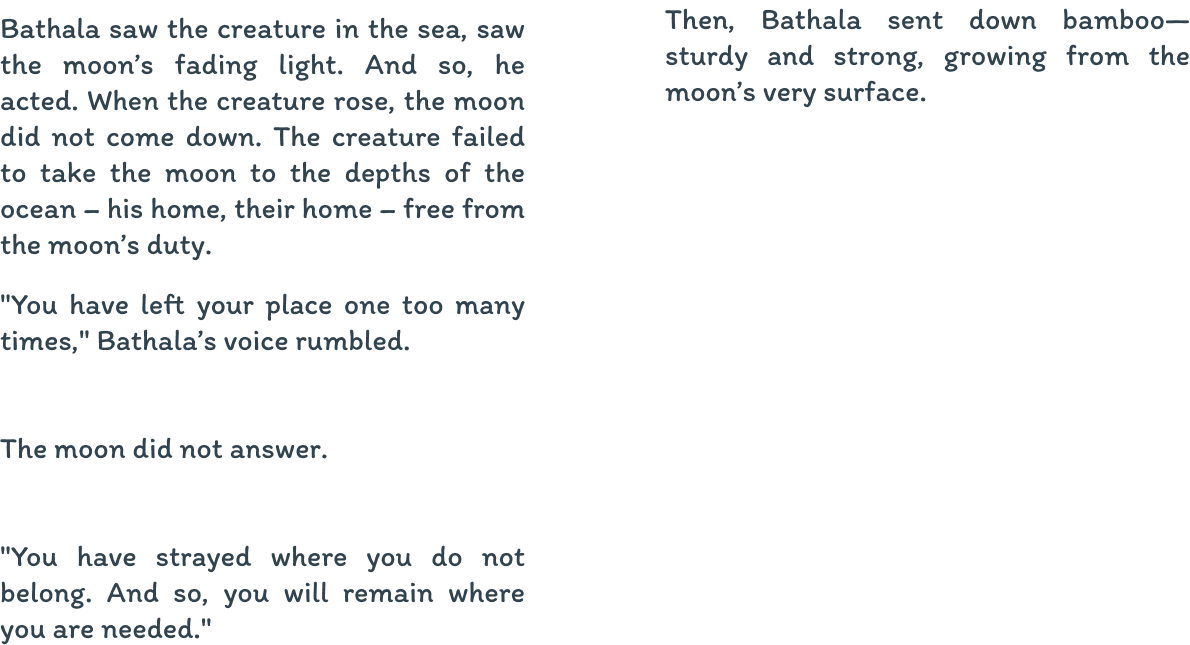 Bathala saw the creature in the sea, saw
the moon’s fading light. And so, he
acted. When the creature rose, the moon
did not come down. The creature failed
to take the moon to the depths of the
ocean – his home, their home – free from
the moon’s duty.
"You have left your place one too many
times," Bathala’s voice rumbled.
The moon did not answer.
"You have strayed where you do not
belong. And so, you will remain where
you are needed."
Then, Bathala sent down bamboo—
sturdy and strong, growing from the
moon’s very surface.